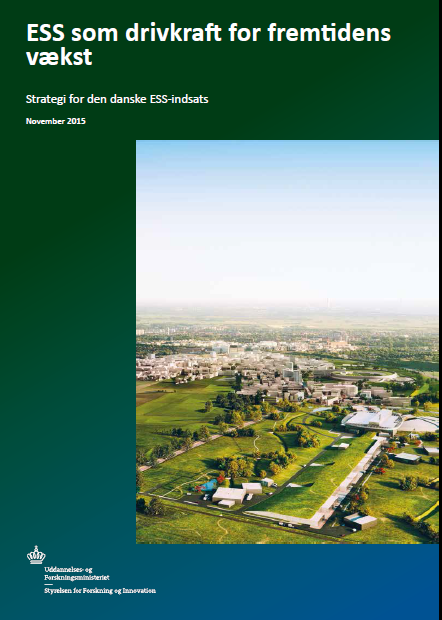 ESS som drivkraft for fremtidens
vækst
Strategi for den danske ESS-indsats
November 2015
Uddannelses- og
Forskningsministeriet
Styrelsen for Forskning og Innovation